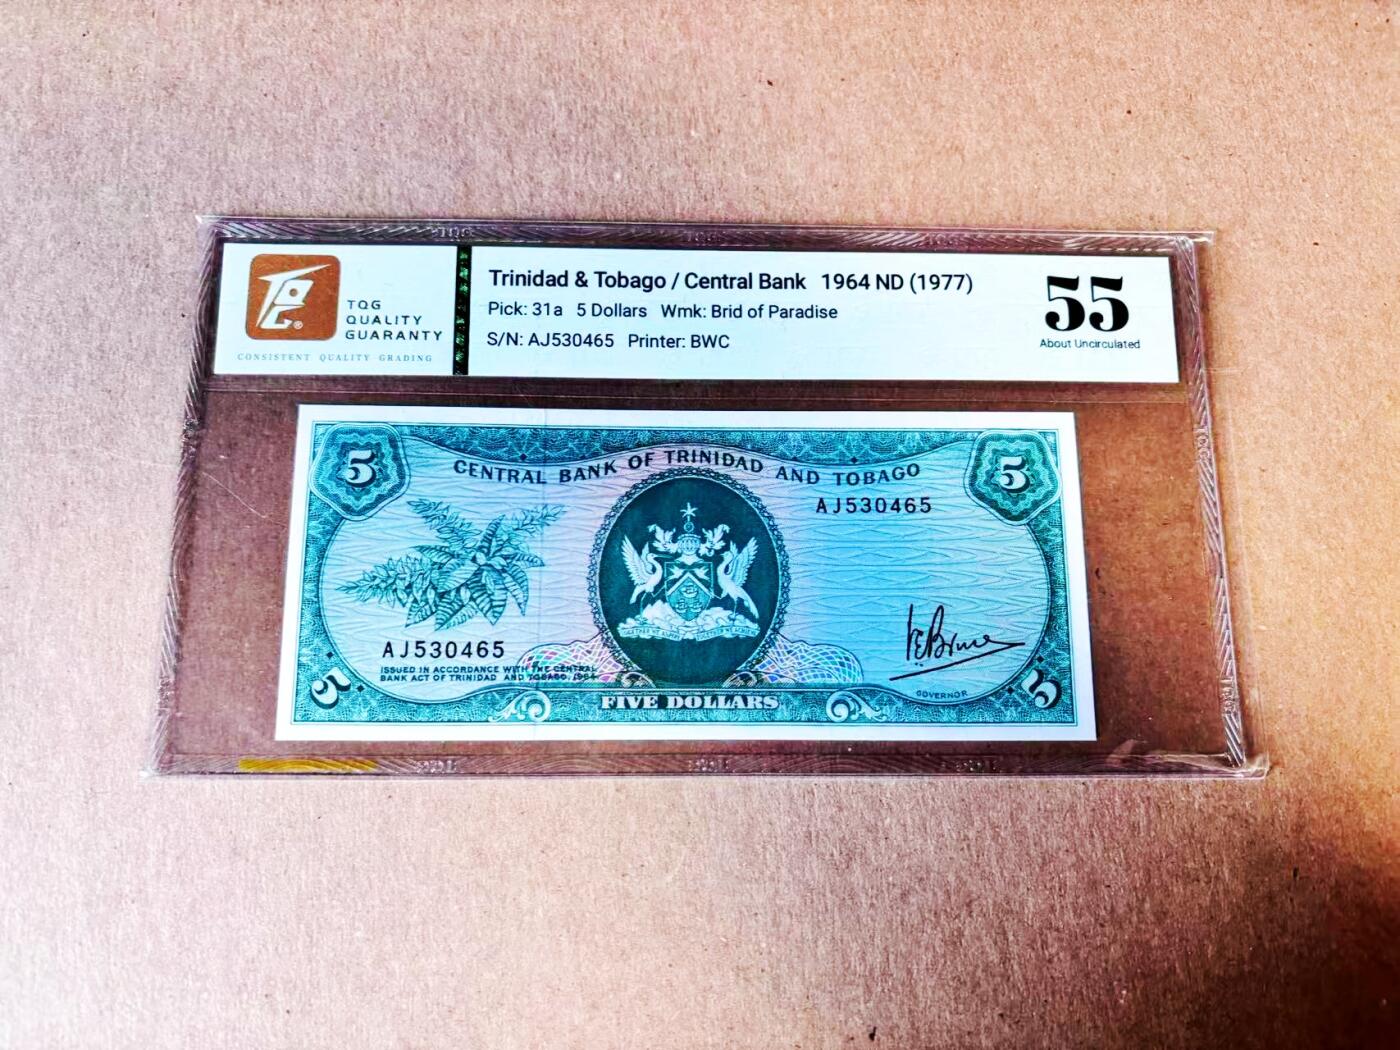 TQG
QUALITY
GUARANTY
CONSISTENT QUALITY GRADING
Trinidad & Tobago / Central Bank 1964 ND (1977)
Pick: 31a 5 Dollars Wmk: Brid of Paradise
S/N: AJ530465 Printer: BWC
55
About Uncirculated
5
CENTRAL BANK OF TRINIDAD AND TOBAGO
5
AJ530465
AJ530465
ISSUED IN ACCORDANCE WITH THE CENTRAL
BANK ACT OF TRINIDAD AND TOBAGO, 1964
GOVERNOR
5
FIVE DOLLARS
5